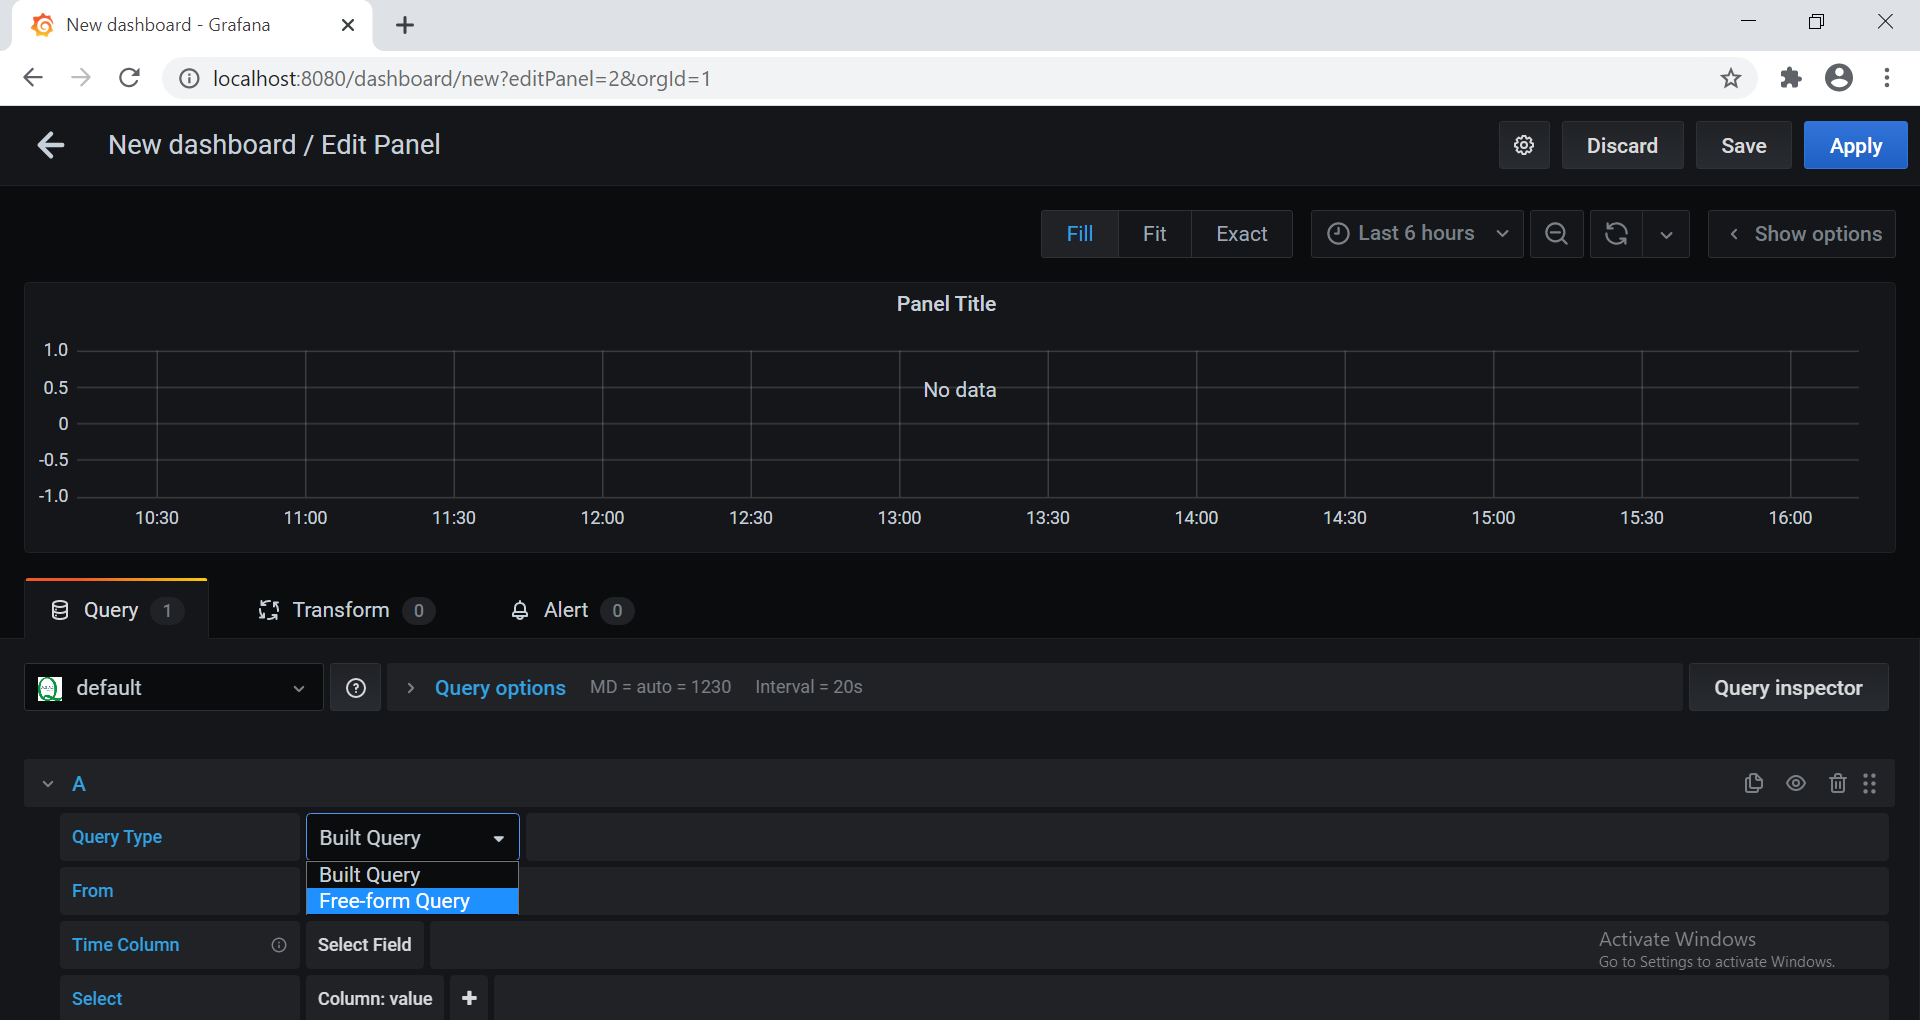 New dashboard - Grafana
localhost:8080/dashboard/new?editPanel=2&orgId=1
New dashboard / Edit Panel
Discard
Save
Apply
Fill
Fit
Exact
Last 6 hours
Show options
Panel Title
1.0
0.5
No data
0
-0.5
-1.0
10:30 11:00 11:30 12:00 12:30 13:00 13:30 14:00 14:30 15:00 15:30 16:00
Query 1
Transform 0
Alert 0
default
Query options MD = auto = 1230 Interval = 20s
Query inspector
A
Query Type
Built Query
Built Query
From
Free-form Query
Time Column
Select Field
Activate Windows
Go to Settings to activate Windows.
Select
Column: value